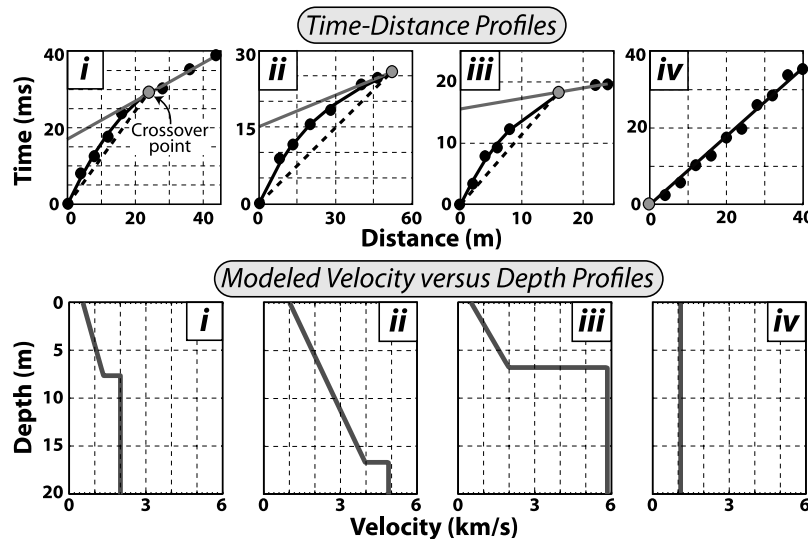 Time-Distance Profiles
40
20
0
Time (ms)
i
Crossover
point
0
20
40
30
15
0
ii
0
30
60
20
10
0
iii
0
10
20
40
20
0
iv
0
20
40
Distance (m)
Modeled Velocity versus Depth Profiles
0
5
10
15
20
Depth (m)
i
ii
iii
iv
0
3
6
0
3
6
0
3
6
0
3
6
Velocity (km/s)